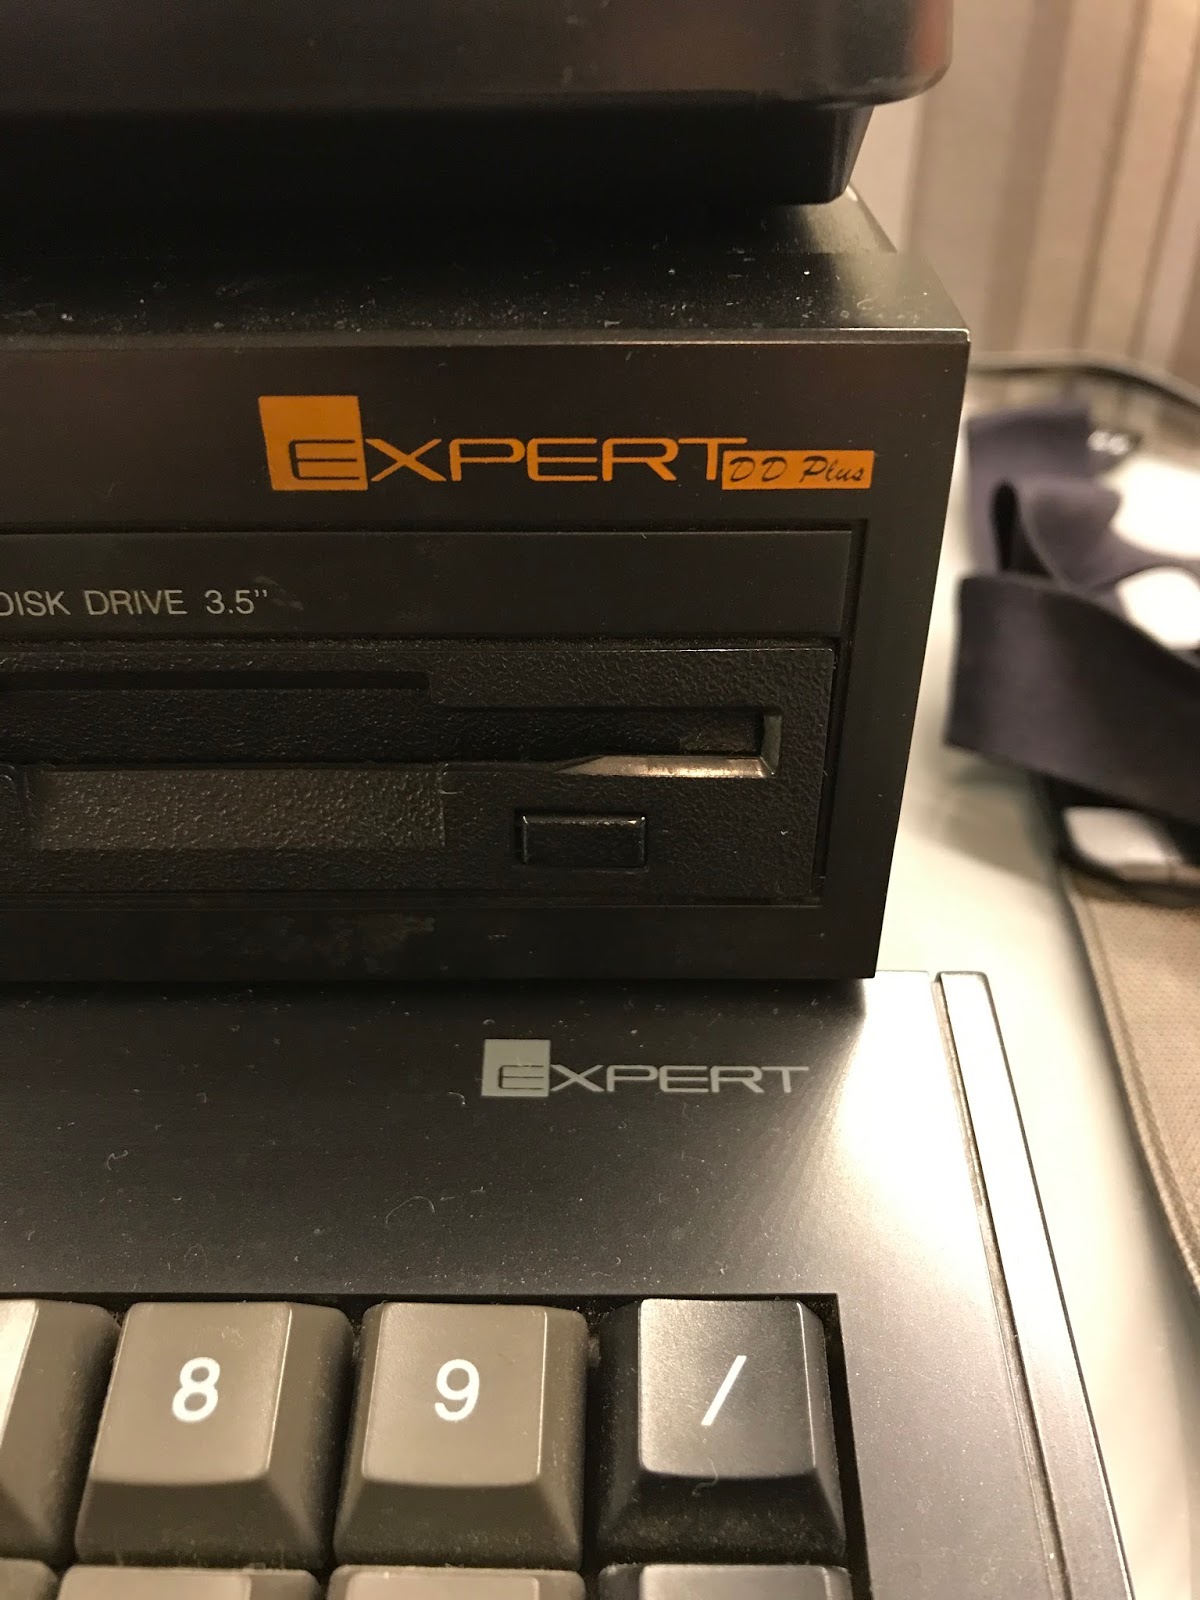 EXPERT DD Plus
DISK DRIVE 3.5"
EXPERT
8 9 /